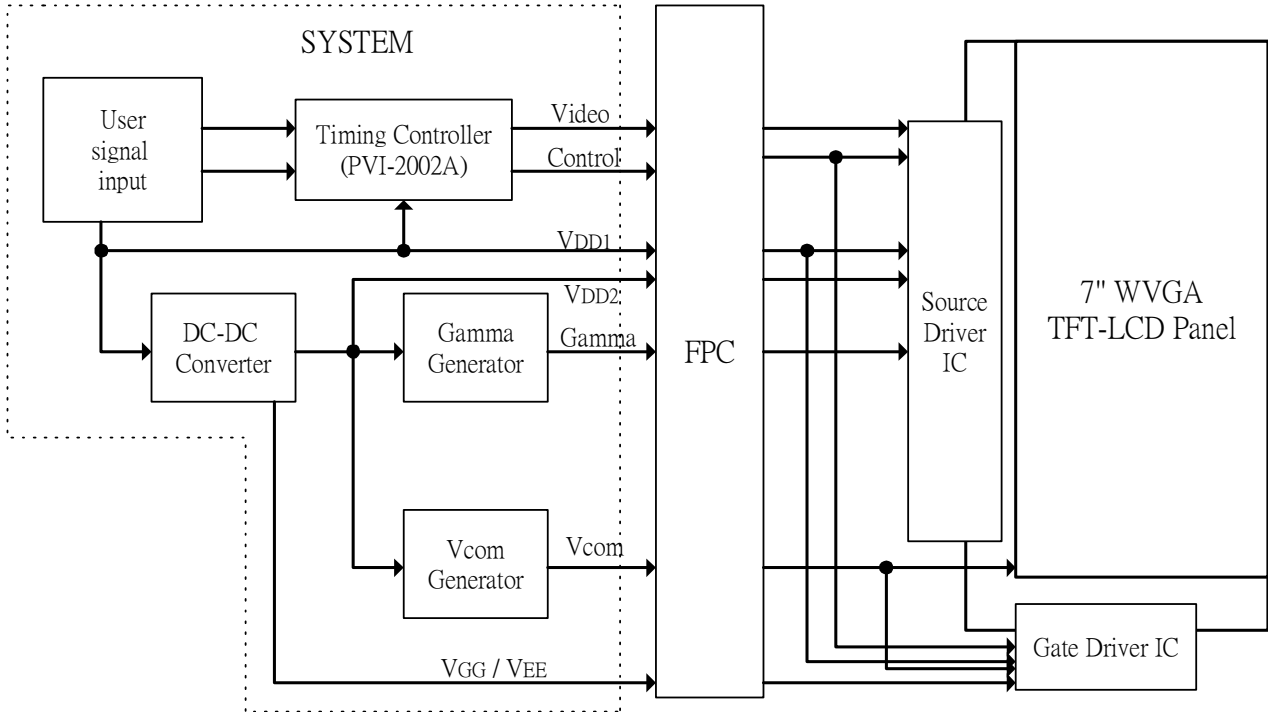 SYSTEM
User
signal
input
Timing Controller
(PVI-2002A)
Video
Control
VDD1
VDD2
DC-DC
Converter
Gamma
Generator
Gamma
Vcom
Generator
Vcom
VGG / VEE
FPC
Source
Driver
IC
7" WVGA
TFT-LCD Panel
Gate Driver IC